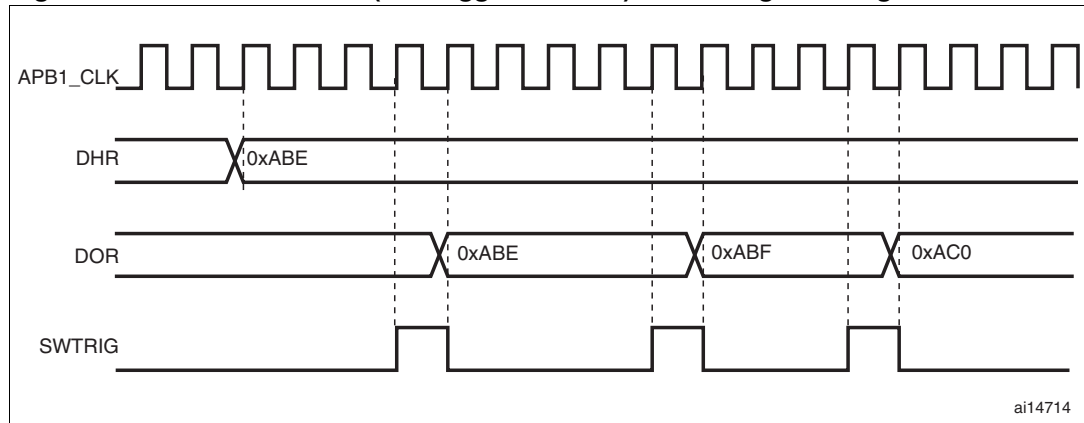 APB1_CLK
DHR
0xABE
DOR
0xABE
0xABF
0xAC0
SWTRIG
ai14714